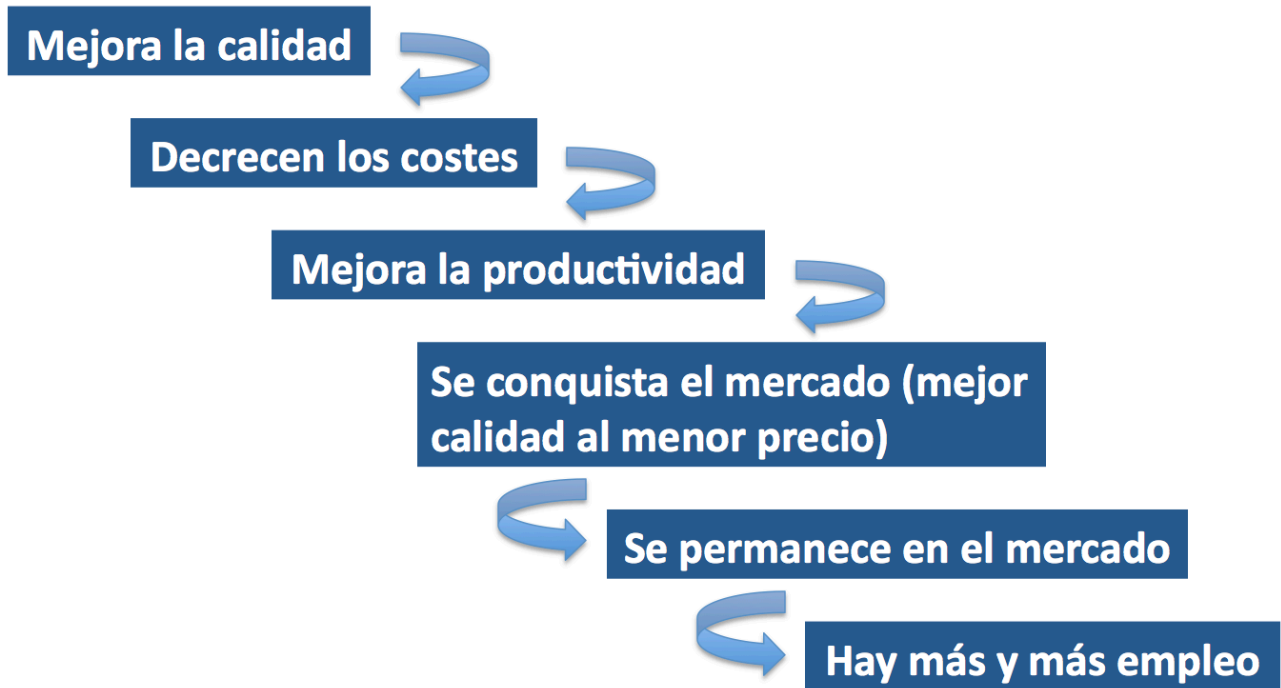 Mejora la calidad
Decrecen los costes
Mejora la productividad
Se conquista el mercado (mejor
calidad al menor precio)
Se permanece en el mercado
Hay más y más empleo